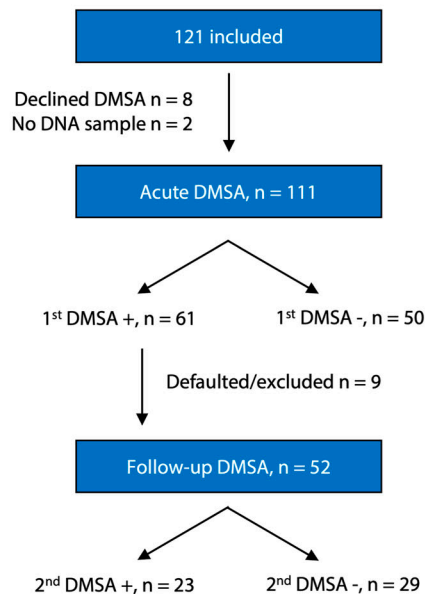 121 included
Declined DMSA n = 8
No DNA sample n = 2
Acute DMSA, n = 111
1st DMSA +, n = 61
1st DMSA -, n = 50
Defaulted/excluded n = 9
Follow-up DMSA, n = 52
2nd DMSA +, n = 23
2nd DMSA -, n = 29